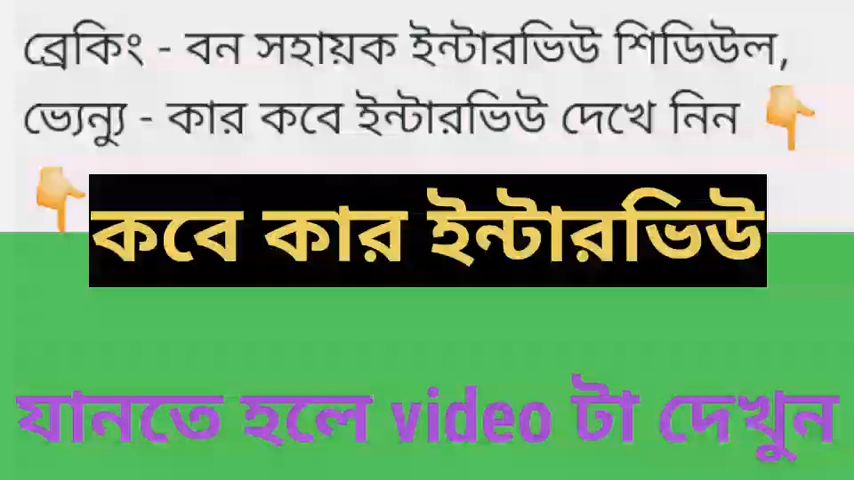 ব্রেকিং - বন সহায়ক ইন্টারভিউ শিডিউল,
ভ্যেন্যু - কার কবে ইন্টারভিউ দেখে নিন 👇
👇
কবে কার ইন্টারভিউ
যানতে হলে video টা দেখুন